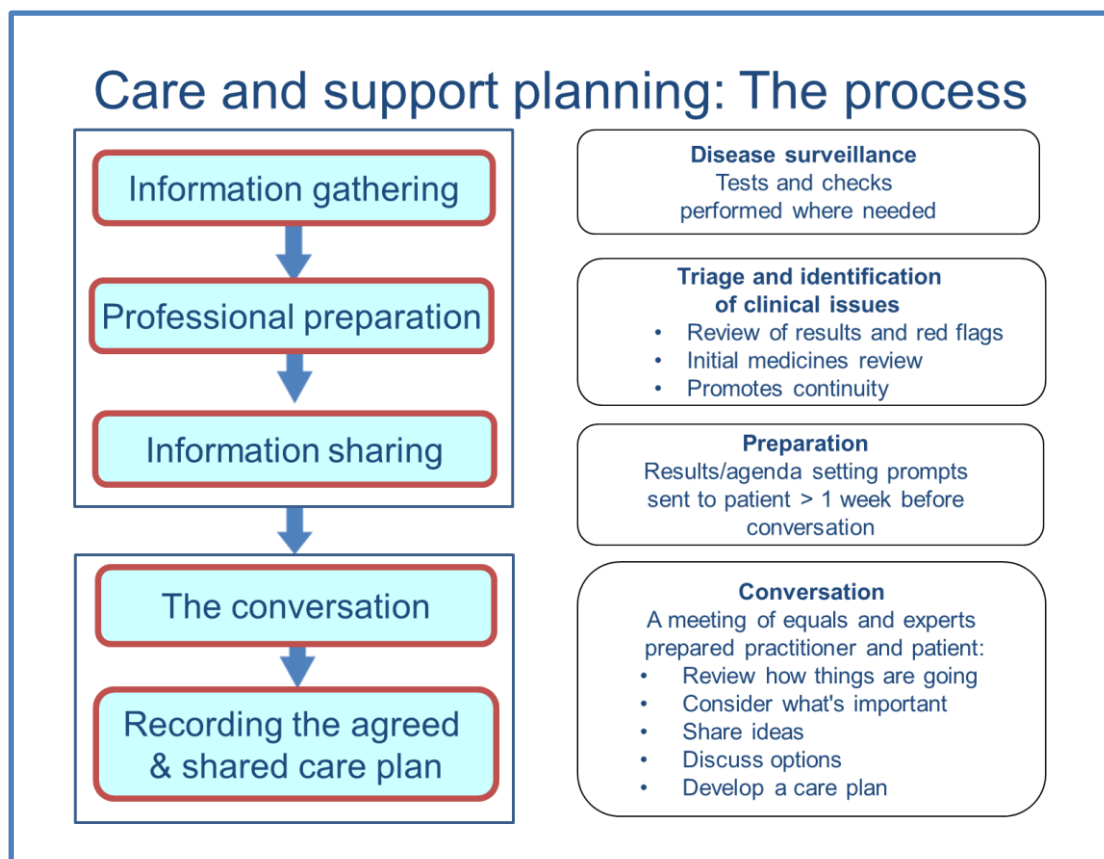 Care and support planning: The process
Information gathering
Professional preparation
Information sharing
The conversation
Recording the agreed
& shared care plan
Disease surveillance
Tests and checks
performed where needed
Triage and identification
of clinical issues
• Review of results and red flags
• Initial medicines review
• Promotes continuity
Preparation
Results/agenda setting prompts
sent to patient > 1 week before
conversation
Conversation
A meeting of equals and experts
prepared practitioner and patient:
• Review how things are going
• Consider what's important
• Share ideas
• Discuss options
• Develop a care plan